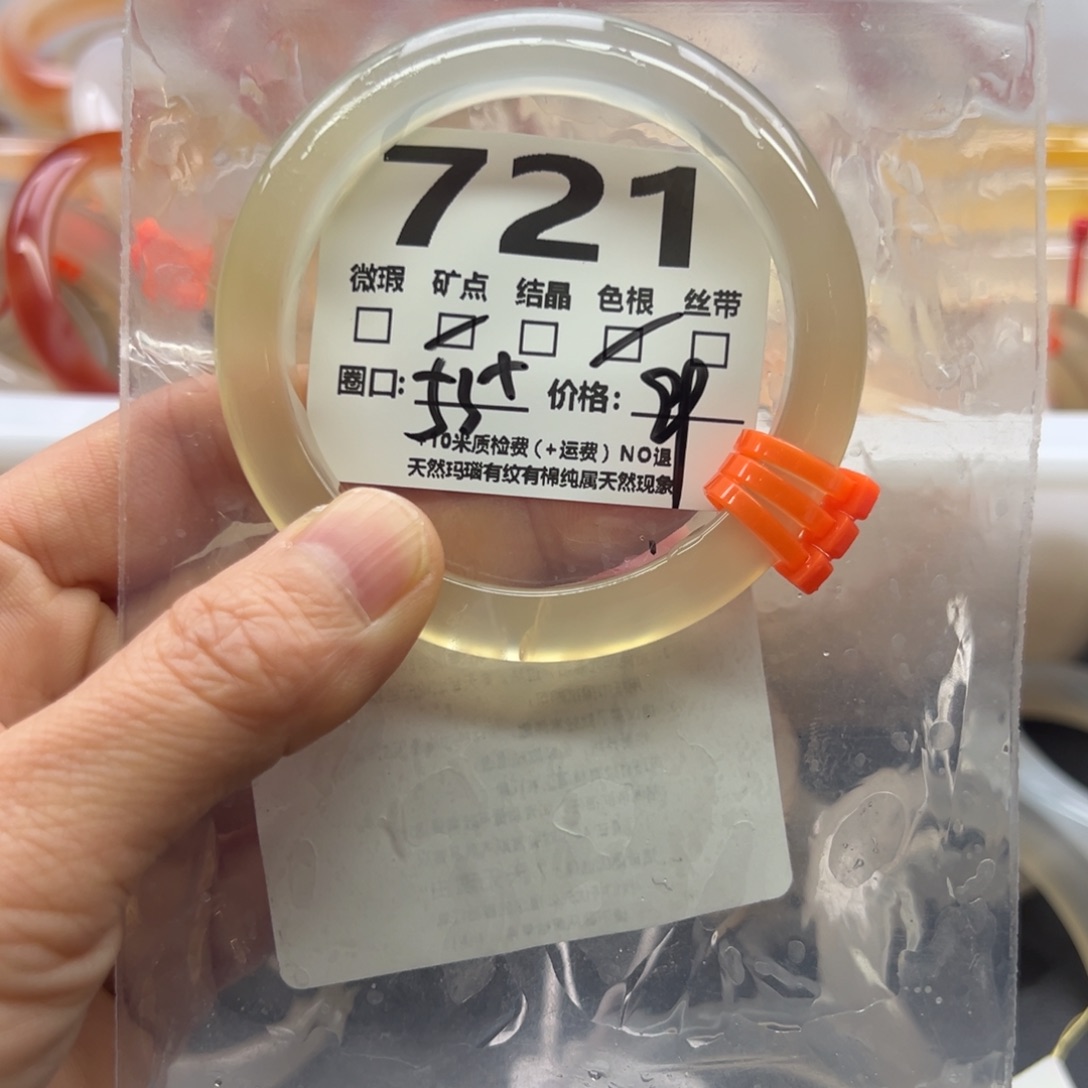 721
微瑕 矿点 结晶 色根 丝带
圈口: 55+ 价格:
+10米质检费(+运费)NO退
天然玛瑙有纹有棉纯属天然现象